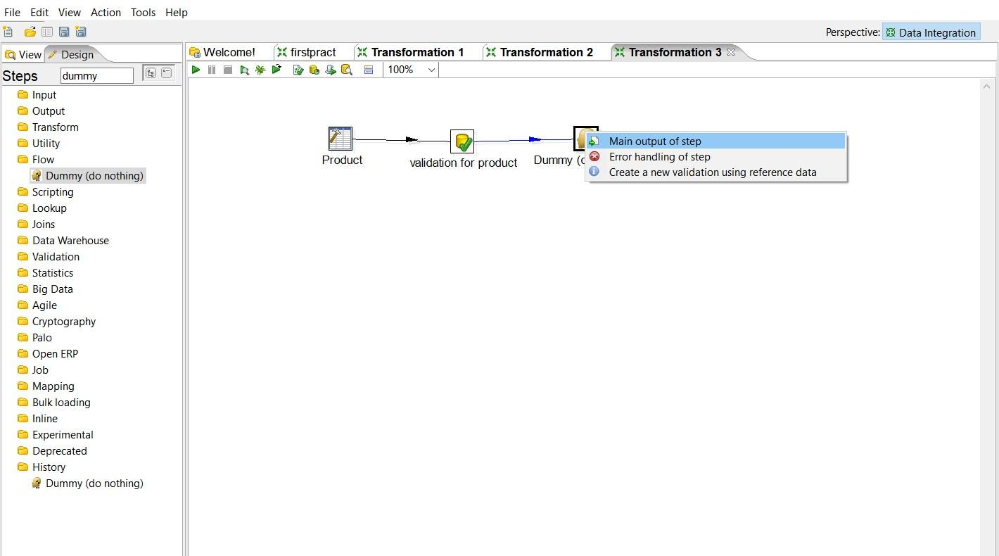 File Edit View Action Tools Help
Perspective: Data Integration
View Design
Welcome! firstpract Transformation 1 Transformation 2 Transformation 3
Steps dummy
100%
Input
Output
Transform
Utility
Flow
Dummy (do nothing)
Scripting
Lookup
Joins
Data Warehouse
Validation
Statistics
Big Data
Agile
Cryptography
Palo
Open ERP
Job
Mapping
Bulk loading
Inline
Experimental
Deprecated
History
Dummy (do nothing)
Product
validation for product
Dummy (d
Main output of step
Error handling of step
Create a new validation using reference data